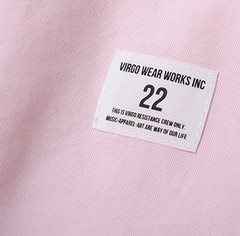 VIRGO WEAR WORKS INC
22
THIS IS VIRGO RESISTANCE CREW ONLY.
MUSIC-APPAREL-ART ARE WAY OF OUR LIFE